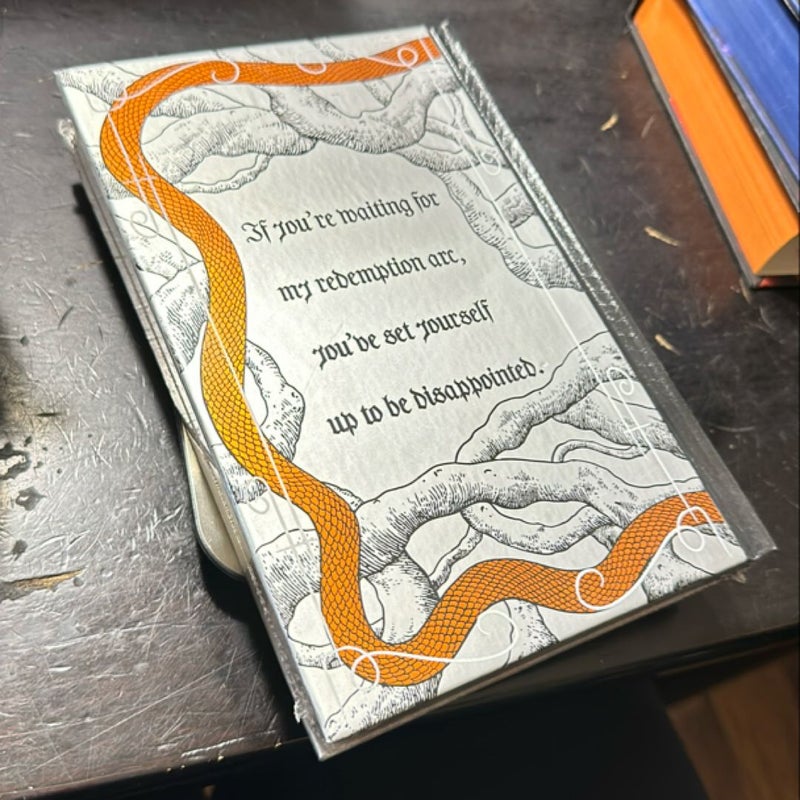 If you're waiting for
my redemption arc,
you've set yourself
up to be disappointed.